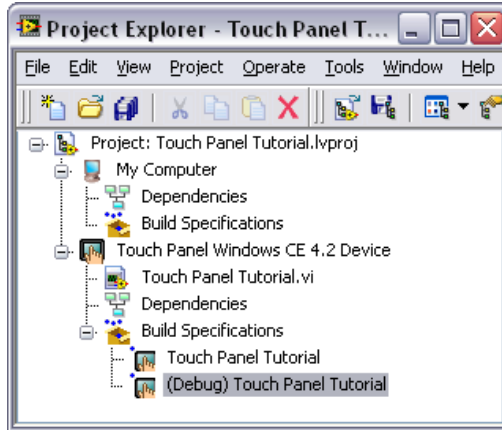 Project Explorer - Touch Panel T...
File Edit View Project Operate Tools Window Help
Project: Touch Panel Tutorial.lvproj
My Computer
Dependencies
Build Specifications
Touch Panel Windows CE 4.2 Device
Touch Panel Tutorial.vi
Dependencies
Build Specifications
Touch Panel Tutorial
(Debug) Touch Panel Tutorial